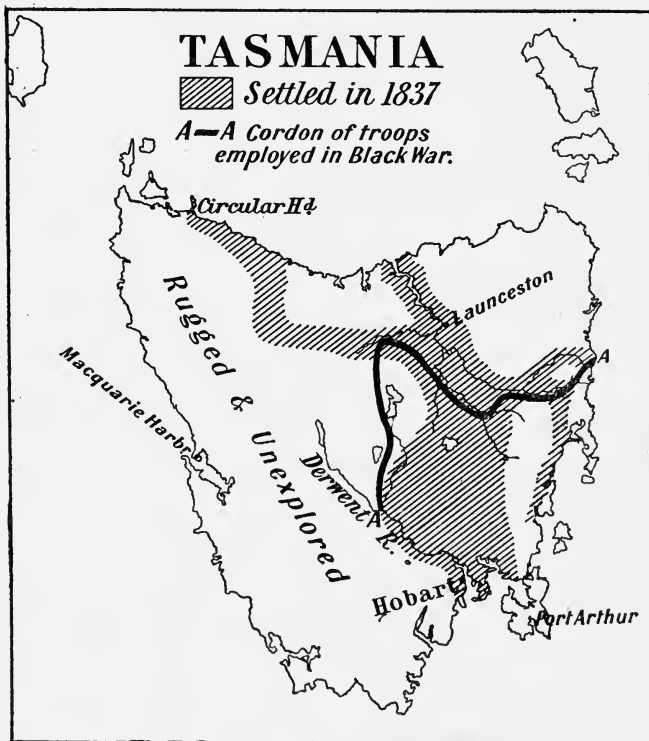 TASMANIA
Settled in 1837
A—A Cordon of troops
employed in Black War.
Circular Hd.
Launceston
A
Rugged & Unexplored
Macquarie Harbr.
Derwent R.
A
Hobart
Port Arthur